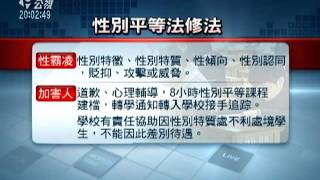 公視
20:02:49
性別平等法修法
性霸凌
性別特徵、性別特質、性傾向、性別認同
，貶抑、攻擊或威脅。
加害人
道歉、心理輔導，8小時性別平等課程
建檔，轉學通知轉入學校接手追踪。
學校有責任協助因性別特質處不利處境學
生，不能因此差別待遇。
LIVE